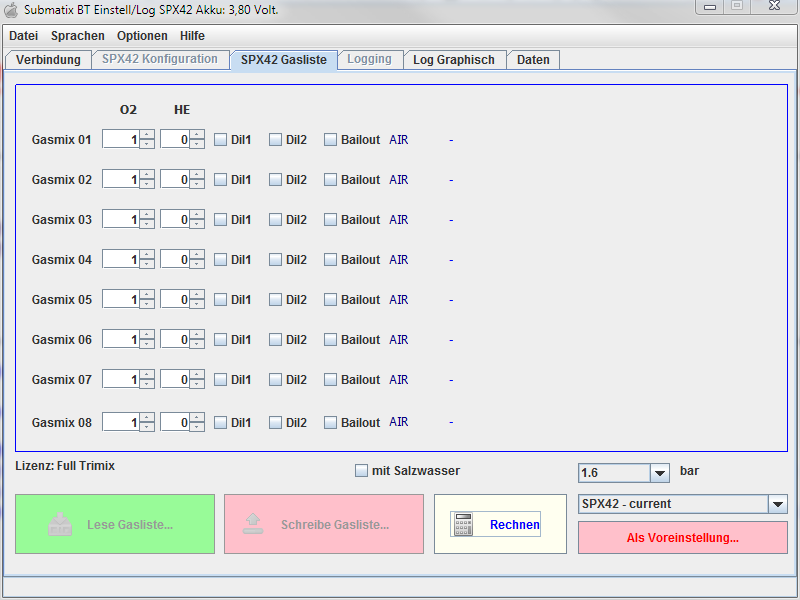 Submatix BT Einstell/Log SPX42 Akku: 3,80 Volt.
Datei Sprachen Optionen Hilfe
Verbindung SPX42 Konfiguration SPX42 Gasliste Logging Log Graphisch Daten
O2 HE
Gasmix 01 1 0 Dil1 Dil2 Bailout AIR -
Gasmix 02 1 0 Dil1 Dil2 Bailout AIR -
Gasmix 03 1 0 Dil1 Dil2 Bailout AIR -
Gasmix 04 1 0 Dil1 Dil2 Bailout AIR -
Gasmix 05 1 0 Dil1 Dil2 Bailout AIR -
Gasmix 06 1 0 Dil1 Dil2 Bailout AIR -
Gasmix 07 1 0 Dil1 Dil2 Bailout AIR -
Gasmix 08 1 0 Dil1 Dil2 Bailout AIR -
Lizenz: Full Trimix
mit Salzwasser 1.6 bar
Lese Gasliste... Schreibe Gasliste... Rechnen
SPX42 - current
Als Voreinstellung...